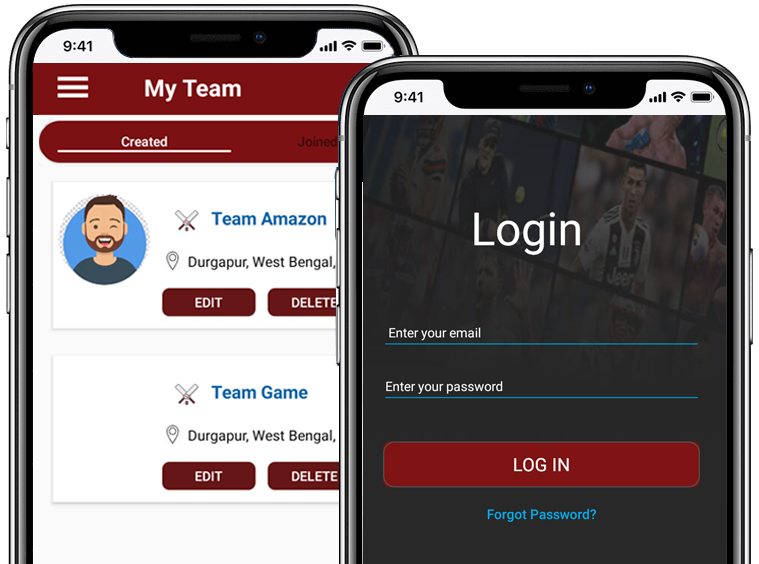 9:41
My Team
Created
Joined
Team Amazon
Durgapur, West Bengal,
EDIT
DELETE
Team Game
Durgapur, West Bengal,
EDIT
DELETE
9:41
Login
Jeep
Enter your email
Enter your password
LOG IN
Forgot Password?